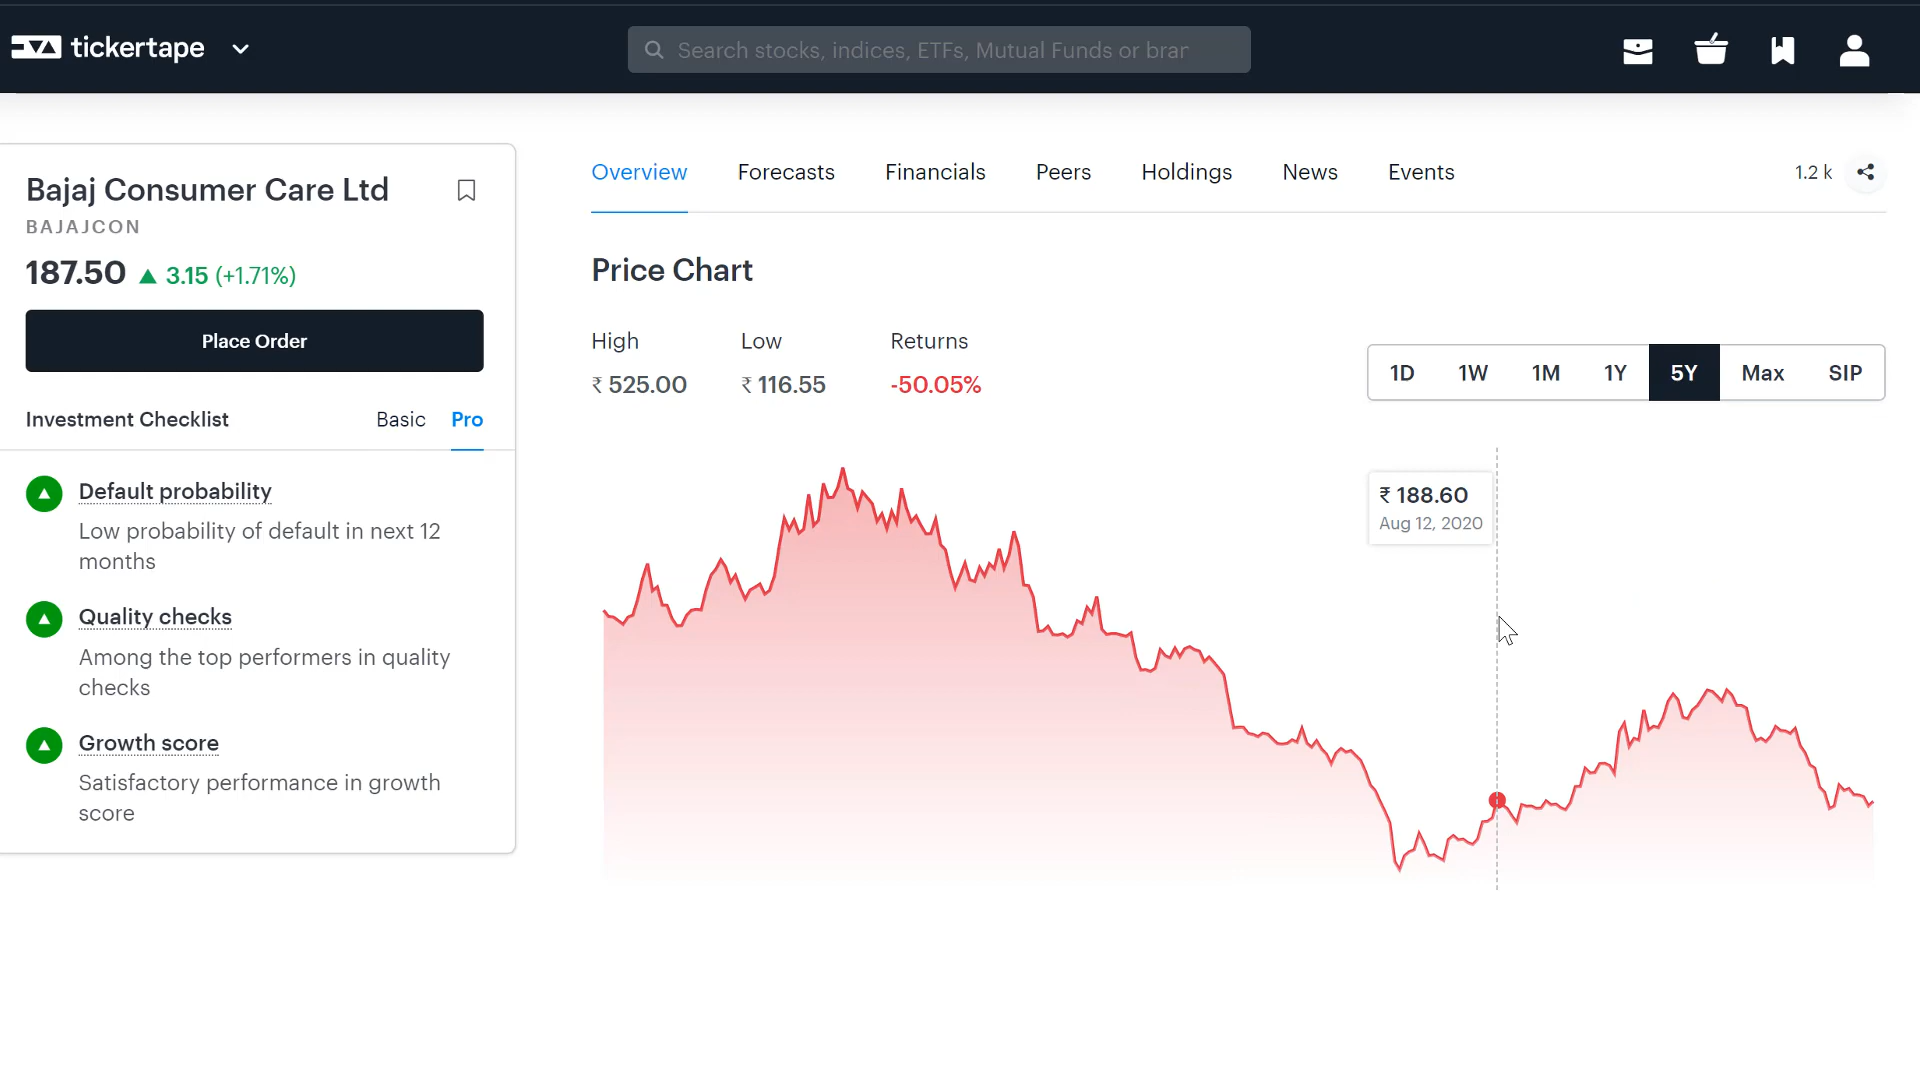 tickertape
Search stocks, indices, ETFs, Mutual Funds or brar
Bajaj Consumer Care Ltd
BAJAJCON
187.50 ▲ 3.15 (+1.71%)
Place Order
Investment Checklist Basic Pro
Default probability
Low probability of default in next 12
months
Quality checks
Among the top performers in quality
checks
Growth score
Satisfactory performance in growth
score
Overview Forecasts Financials Peers Holdings News Events 1.2 k
Price Chart
High Low Returns
₹ 525.00 ₹ 116.55 -50.05%
1D 1W 1M 1Y 5Y Max SIP
₹ 188.60
Aug 12, 2020